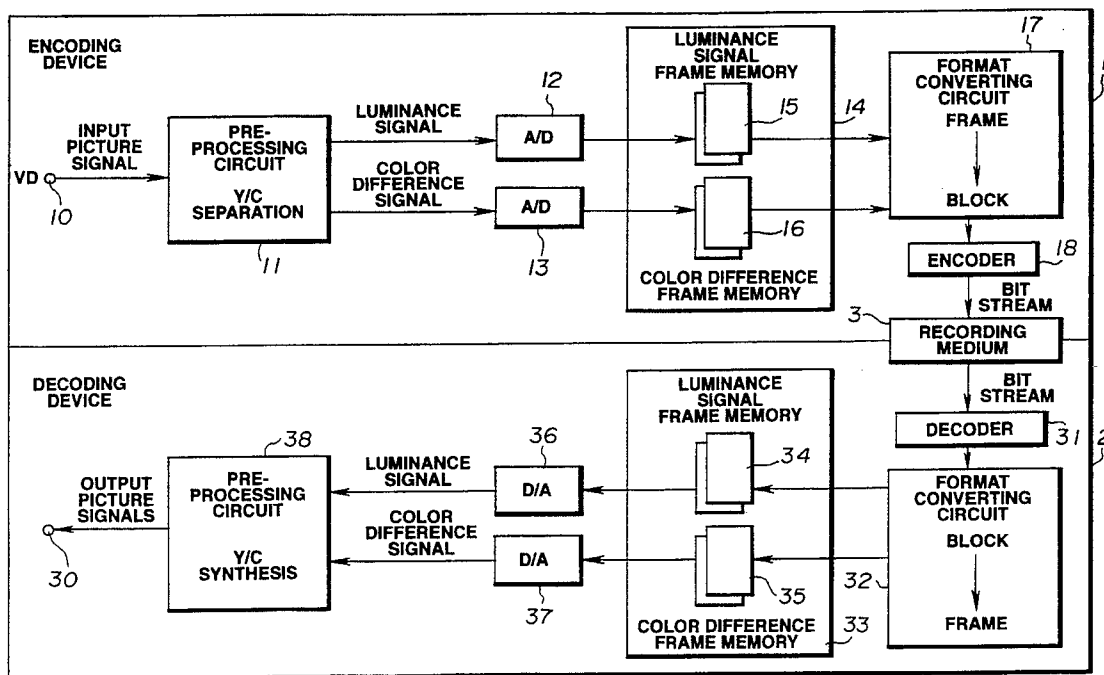 ENCODING
DEVICE
INPUT
PICTURE
SIGNAL
VD
10
PRE-
PROCESSING
CIRCUIT
Y/C
SEPARATION
11
LUMINANCE
SIGNAL
COLOR
DIFFERENCE
SIGNAL
12
A/D
A/D
13
LUMINANCE
SIGNAL
FRAME MEMORY
15
14
16
COLOR DIFFERENCE
FRAME MEMORY
17
FORMAT
CONVERTING
CIRCUIT
FRAME
BLOCK
1
ENCODER
18
BIT
STREAM
3
RECORDING
MEDIUM
BIT
STREAM
DECODER
31
2
DECODING
DEVICE
OUTPUT
PICTURE
SIGNALS
30
38
PRE-
PROCESSING
CIRCUIT
Y/C
SYNTHESIS
LUMINANCE
SIGNAL
COLOR
DIFFERENCE
SIGNAL
36
D/A
D/A
37
LUMINANCE
SIGNAL
FRAME MEMORY
34
35
COLOR DIFFERENCE
FRAME MEMORY
33
32
FORMAT
CONVERTING
CIRCUIT
BLOCK
FRAME